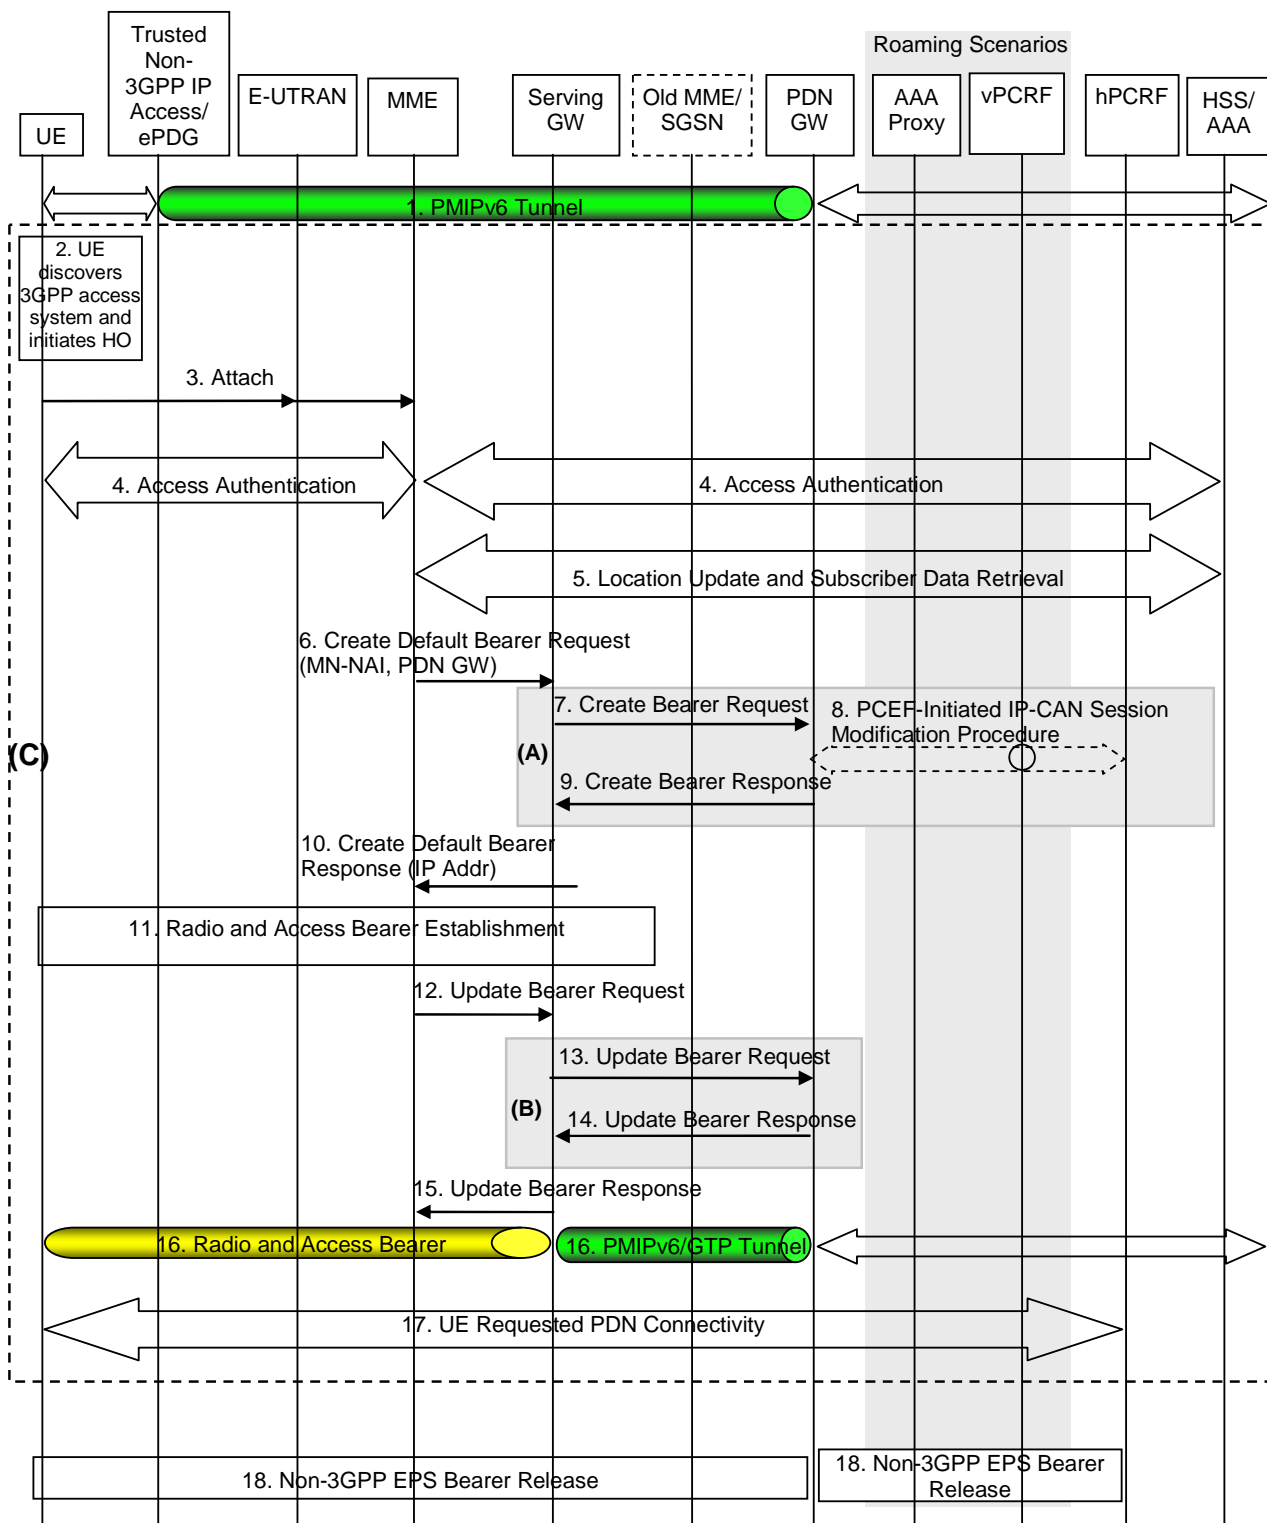 Roaming Scenarios
UE
Trusted
Non-
3GPP IP
Access/
ePDG
E-UTRAN
MME
Serving
GW
Old MME/
SGSN
PDN
GW
AAA
Proxy
vPCRF
hPCRF
HSS/
AAA
1. PMIPv6 Tunnel
2. UE
discovers
3GPP access
system and
initiates HO
3. Attach
4. Access Authentication
4. Access Authentication
5. Location Update and Subscriber Data Retrieval
6. Create Default Bearer Request
(MN-NAI, PDN GW)
7. Create Bearer Request
8. PCEF-Initiated IP-CAN Session
Modification Procedure
(C)
(A)
9. Create Bearer Response
10. Create Default Bearer
Response (IP Addr)
11. Radio and Access Bearer Establishment
12. Update Bearer Request
13. Update Bearer Request
(B)
14. Update Bearer Response
15. Update Bearer Response
16. Radio and Access Bearer
16. PMIPv6/GTP Tunnel
17. UE Requested PDN Connectivity
18. Non-3GPP EPS Bearer Release
18. Non-3GPP EPS Bearer
Release